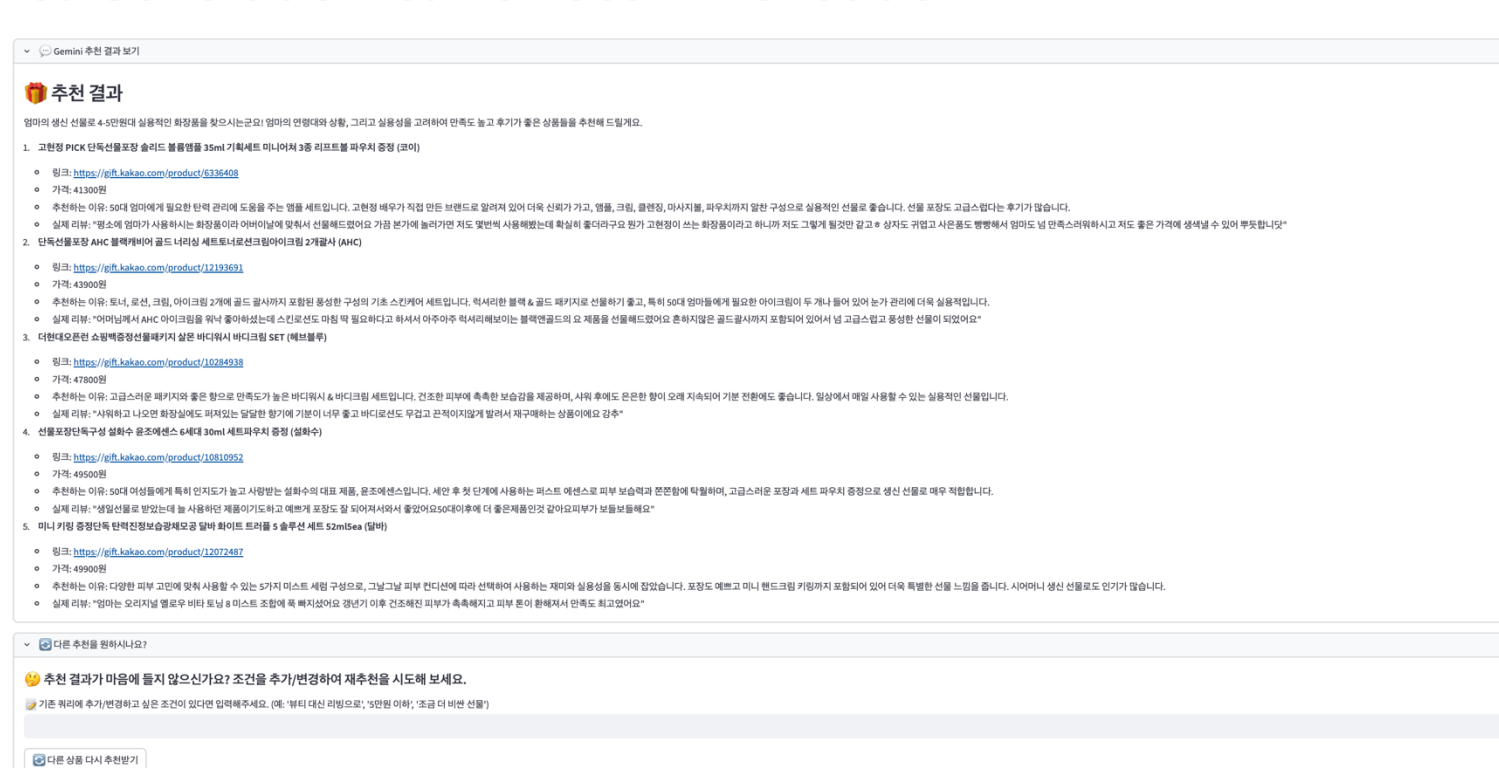 Gemini 추천 결과 보기
추천 결과
엄마의 생신 선물로 4-5만원대 실용적인 화장품을 찾으시는군요! 엄마의 연령대와 상황, 그리고 실용성을 고려하여 만족도 높고 후기가 좋은 상품들을 추천해 드릴게요.
1. 고현정 PICK 단독선물포장 솔리드 볼륨앰플 35ml 기획세트 미니어쳐 3종 리프트볼 파우치 증정 (코이)
링크: https://gift.kakao.com/product/6336408
가격: 41300원
추천하는 이유: 50대 엄마에게 필요한 탄력 관리에 도움을 주는 앰플 세트입니다. 고현정 배우가 직접 만든 브랜드로 알려져 있어 더욱 신뢰가 가고, 앰플, 크림, 클렌징, 마사지볼, 파우치까지 알찬 구성으로 실용적인 선물로 좋습니다. 선물 포장도 고급스럽다는 후기가 많습니다.
실제 리뷰: "평소에 엄마가 사용하시는 화장품이라 어버이날에 맞춰서 선물해드렸어요 가끔 본가에 놀러가면 저도 몇번씩 사용해봤는데 확실히 좋더라구요 뭔가 고현정이 쓰는 화장품이라고 하니까 저도 그렇게 될것만 같고ㅎ 상자도 귀엽고 사은품도 빵빵해서 엄마도 넘 만족스러워하시고 저도 좋은 가격에 생색낼 수 있어 뿌듯합니닷"
2. 단독선물포장 AHC 블랙캐비어 골드 너리싱 세트토너로션크림아이크림 2개괄사 (AHC)
링크: https://gift.kakao.com/product/12193691
가격: 43900원
추천하는 이유: 토너, 로션, 크림, 아이크림 2개에 골드 괄사까지 포함된 풍성한 구성의 기초 스킨케어 세트입니다. 럭셔리한 블랙 & 골드 패키지로 선물하기 좋고, 특히 50대 엄마들에게 필요한 아이크림이 두 개나 들어 있어 눈가 관리에 더욱 실용적입니다.
실제 리뷰: "어머님께서 AHC 아이크림을 워낙 좋아하셨는데 스킨로션도 마침 딱 필요하다고 하셔서 아주아주 럭셔리해보이는 블랙앤골드의 요 제품을 선물해드렸어요 흔하지않은 골드괄사까지 포함되어 있어서 넘 고급스럽고 풍성한 선물이 되었어요"
3. 더현대오픈런 쇼핑백증정선물패키지 살몬 바디워시 바디크림 SET (헤브블루)
링크: https://gift.kakao.com/product/10284938
가격: 47800원
추천하는 이유: 고급스러운 패키지와 좋은 향으로 만족도가 높은 바디워시 & 바디크림 세트입니다. 건조한 피부에 촉촉한 보습감을 제공하며, 샤워 후에도 은은한 향이 오래 지속되어 기분 전환에도 좋습니다. 일상에서 매일 사용할 수 있는 실용적인 선물입니다.
실제 리뷰: "샤워하고 나오면 화장실에도 퍼져있는 달달한 향기에 기분이 너무 좋고 바디로션도 무겁고 끈적이지않게 발려서 재구매하는 상품이에요 강추"
4. 선물포장단독구성 설화수 윤조에센스 6세대 30ml 세트파우치 증정 (설화수)
링크: https://gift.kakao.com/product/10810952
가격: 49500원
추천하는 이유: 50대 여성들에게 특히 인지도가 높고 사랑받는 설화수의 대표 제품, 윤조에센스입니다. 세안 후 첫 단계에 사용하는 퍼스트 에센스로 피부 보습력과 쫀쫀함에 탁월하며, 고급스러운 포장과 세트 파우치 증정으로 생신 선물로 매우 적합합니다.
실제 리뷰: "생일선물로 받았는데 늘 사용하던 제품이기도하고 예쁘게 포장도 잘 되어져서와서 좋았어요50대이후에 더 좋은제품인것 같아요피부가 보들보들해요"
5. 미니 키링 증정단독 탄력진정보습광채모공 달바 화이트 트러플 5 솔루션 세트 52ml5ea (달바)
링크: https://gift.kakao.com/product/12072487
가격: 49900원
추천하는 이유: 다양한 피부 고민에 맞춰 사용할 수 있는 5가지 미스트 세럼 구성으로, 그날그날 피부 컨디션에 따라 선택하여 사용하는 재미와 실용성을 동시에 잡았습니다. 포장도 예쁘고 미니 핸드크림 키링까지 포함되어 있어 더욱 특별한 선물 느낌을 줍니다. 시어머니 생신 선물로도 인기가 많습니다.
실제 리뷰: "엄마는 오리지널 옐로우 비타 토닝 8 미스트 조합에 푹 빠지셨어요 갱년기 이후 건조해진 피부가 촉촉해지고 피부 톤이 환해져서 만족도 최고였어요"
다른 추천을 원하시나요?
추천 결과가 마음에 들지 않으신가요? 조건을 추가/변경하여 재추천을 시도해 보세요.
기존 쿼리에 추가/변경하고 싶은 조건이 있다면 입력해주세요. (예: '뷰티 대신 리빙으로', '5만원 이하', '조금 더 비싼 선물')
다른 상품 다시 추천받기